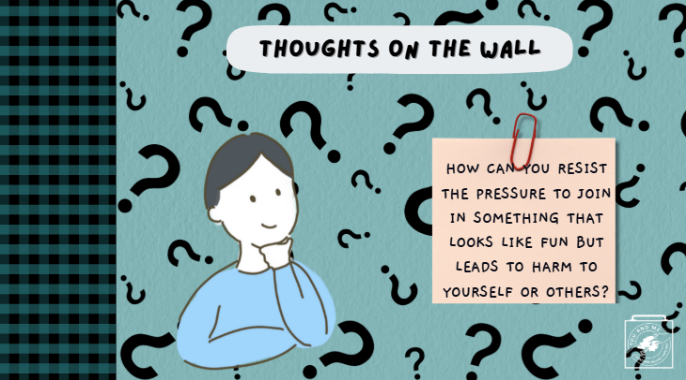 THOUGHTS ON THE WALL
HOW CAN YOU RESIST
THE PRESSURE TO JOIN
IN SOMETHING THAT
LOOKS LIKE FUN BUT
LEADS TO HARM TO
YOURSELF OR OTHERS?